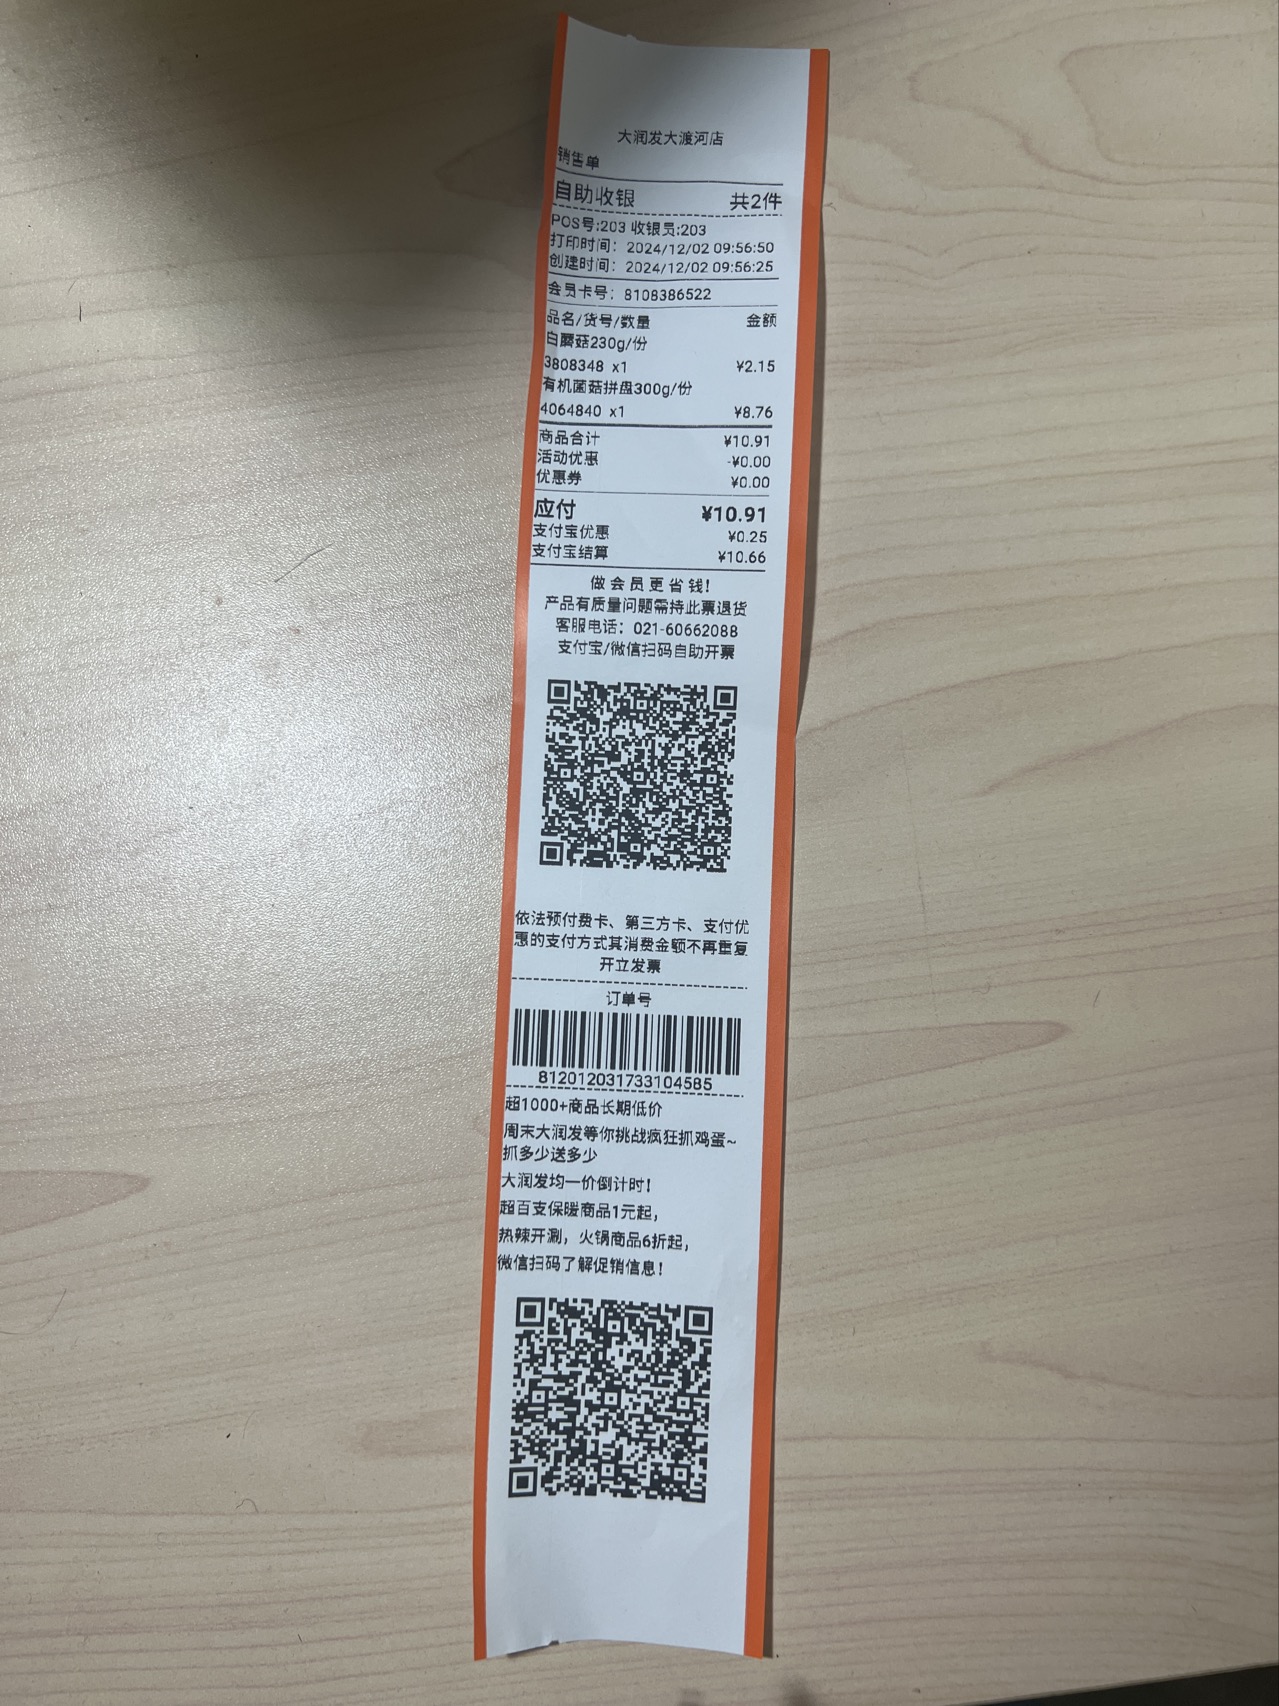 大润发大渡河店
销售单
自助收银 共2件
POS号:203 收银员:203
打印时间: 2024/12/02 09:56:50
创建时间: 2024/12/02 09:56:25
会员卡号: 8108386522
品名/货号/数量 金额
白蘑菇230g/份
3808348 x1 ¥2.15
有机菌菇拼盘300g/份
4064840 x1 ¥8.76
商品合计 ¥10.91
活动优惠 -¥0.00
优惠券 ¥0.00
应付 ¥10.91
支付宝优惠 ¥0.25
支付宝结算 ¥10.66
做会员更省钱!
产品有质量问题需持此票退货
客服电话: 021-60662088
支付宝/微信扫码自助开票
依法预付费卡、第三方卡、支付优
惠的支付方式其消费金额不再重复
开立发票
订单号
812012031733104585
超1000+商品长期低价
周末大润发等你挑战疯狂抓鸡蛋~
抓多少送多少
大润发均一价倒计时!
超百支保暖商品1元起,
热辣开涮, 火锅商品6折起,
微信扫码了解促销信息!